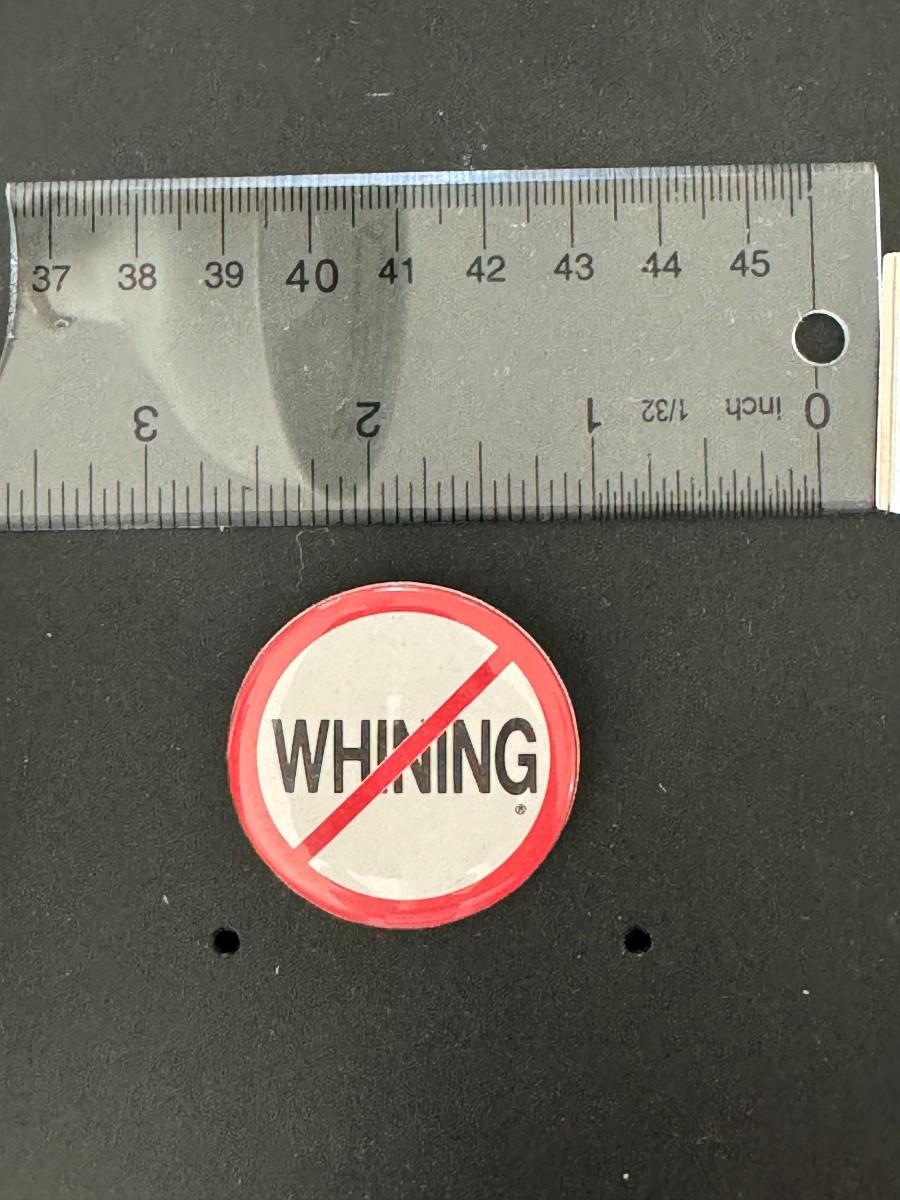 37 38 39 40 41 42 43 44 45
3 2 1 1/32 inch 0
WHINING
®